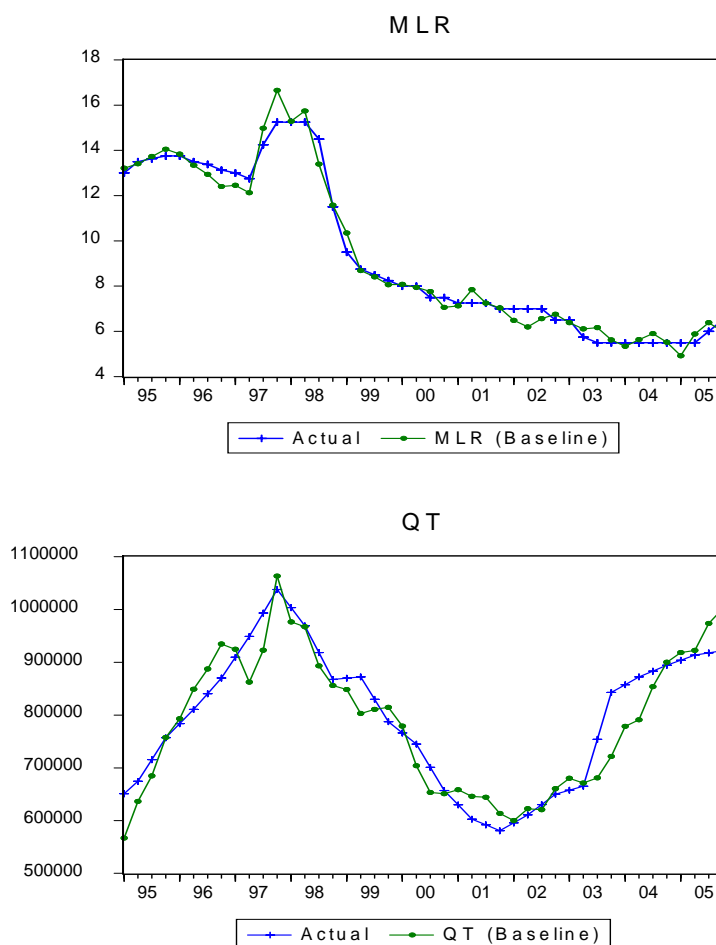 MLR
18
16
14
12
10
8
6
4
95 96 97 98 99 00 01 02 03 04 05
Actual MLR (Baseline)
QT
1100000
1000000
900000
800000
700000
600000
500000
95 96 97 98 99 00 01 02 03 04 05
Actual QT (Baseline)